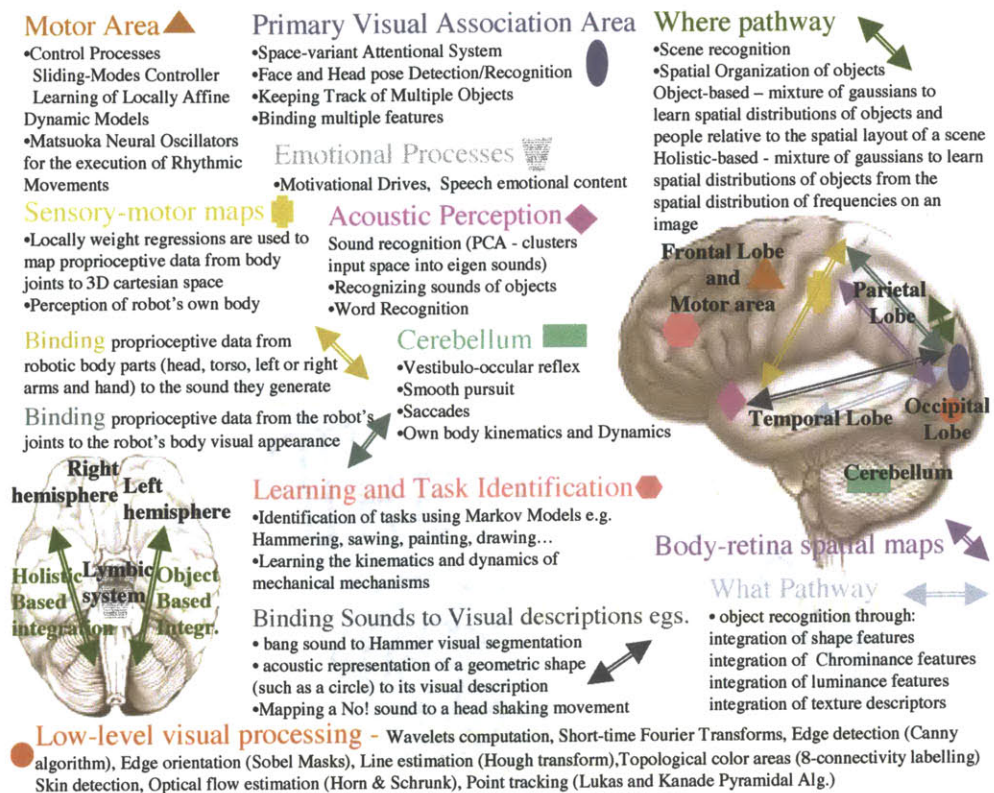 Motor Area
•Control Processes
Sliding-Modes Controller
Learning of Locally Affine
Dynamic Models
•Matsuoka Neural Oscillators
for the execution of Rhythmic
Movements
Primary Visual Association Area
•Space-variant Attentional System
•Face and Head pose Detection/Recognition
•Keeping Track of Multiple Objects
•Binding multiple features
Where pathway
•Scene recognition
•Spatial Organization of objects
Object-based – mixture of gaussians to
learn spatial distributions of objects and
people relative to the spatial layout of a scene
Holistic-based - mixture of gaussians to learn
spatial distributions of objects from the
spatial distribution of frequencies on an
image
Emotional Processes
•Motivational Drives, Speech emotional content
Sensory-motor maps
•Locally weight regressions are used to
map proprioceptive data from body
joints to 3D cartesian space
•Perception of robot's own body
Acoustic Perception
Sound recognition (PCA - clusters
input space into eigen sounds)
•Recognizing sounds of objects
•Word Recognition
Frontal Lobe
and
Motor area
Parietal
Lobe
Temporal Lobe
Occipital
Lobe
Cerebellum
Binding proprioceptive data from
robotic body parts (head, torso, left or right
arms and hand) to the sound they generate
Binding proprioceptive data from the robot's
joints to the robot's body visual appearance
Cerebellum
•Vestibulo-occular reflex
•Smooth pursuit
•Saccades
•Own body kinematics and Dynamics
Right
hemisphere
Left
hemisphere
Holistic
Based
integration
Lymbic
system
Object
Based
Integr.
Learning and Task Identification
•Identification of tasks using Markov Models e.g.
Hammering, sawing, painting, drawing…
•Learning the kinematics and dynamics of
mechanical mechanisms
Body-retina spatial maps
What Pathway
• object recognition through:
integration of shape features
integration of Chrominance features
integration of luminance features
integration of texture descriptors
Binding Sounds to Visual descriptions egs.
• bang sound to Hammer visual segmentation
• acoustic representation of a geometric shape
(such as a circle) to its visual description
•Mapping a No! sound to a head shaking movement
Low-level visual processing - Wavelets computation, Short-time Fourier Transforms, Edge detection (Canny
algorithm), Edge orientation (Sobel Masks), Line estimation (Hough transform),Topological color areas (8-connectivity labelling)
Skin detection, Optical flow estimation (Horn & Schrunk), Point tracking (Lukas and Kanade Pyramidal Alg.)